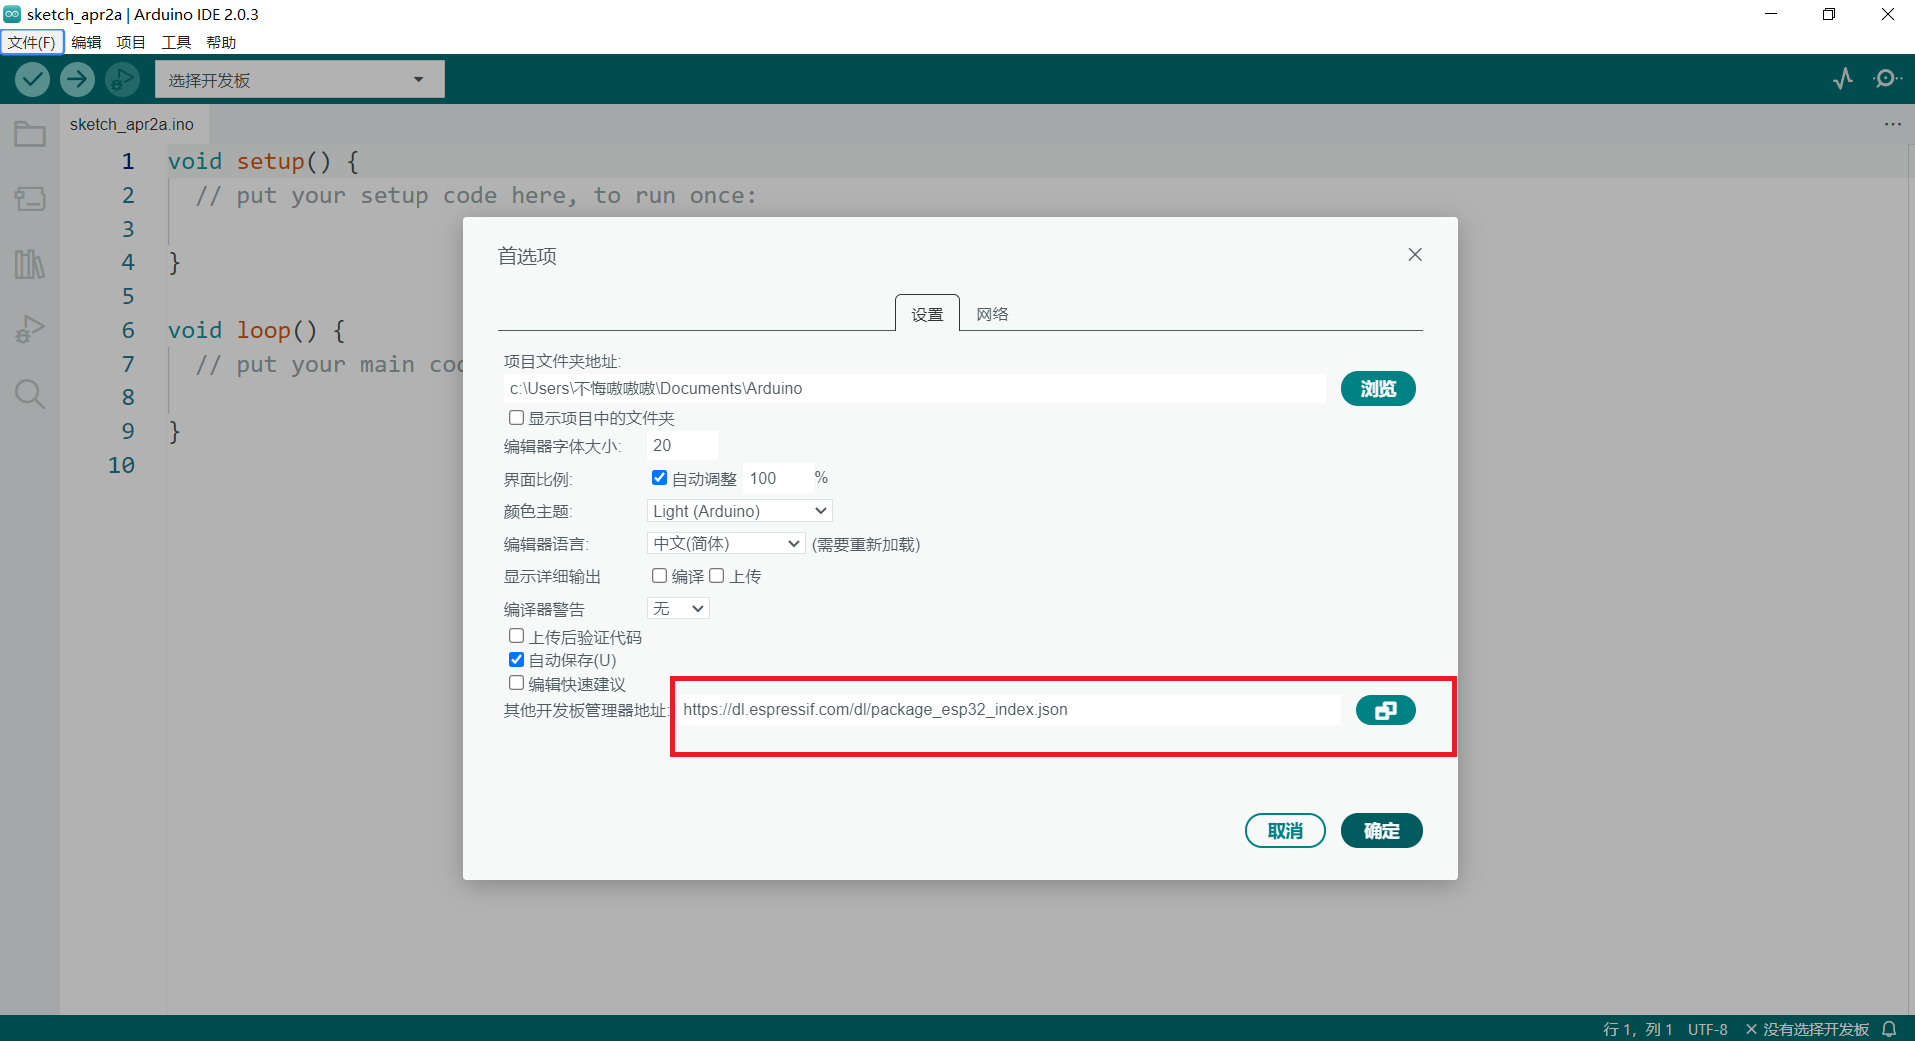 sketch_apr2a | Arduino IDE 2.0.3
文件(F) 编辑 项目 工具 帮助
选择开发板
sketch_apr2a.ino
1 void setup() {
2 // put your setup code here, to run once:
3
4 }
5
6 void loop() {
7 // put your main cod
8
9 }
10
首选项
设置 网络
项目文件夹地址:
c:\Users\不悔嗷嗷嗷\Documents\Arduino 浏览
显示项目中的文件夹
编辑器字体大小: 20
界面比例: 自动调整 100 %
颜色主题: Light (Arduino)
编辑器语言: 中文(简体) (需要重新加载)
显示详细输出 编译 上传
编译器警告 无
上传后验证代码
自动保存(U)
编辑快速建议
其他开发板管理器地址: https://dl.espressif.com/dl/package_esp32_index.json
取消 确定
行 1，列 1 UTF-8 没有选择开发板